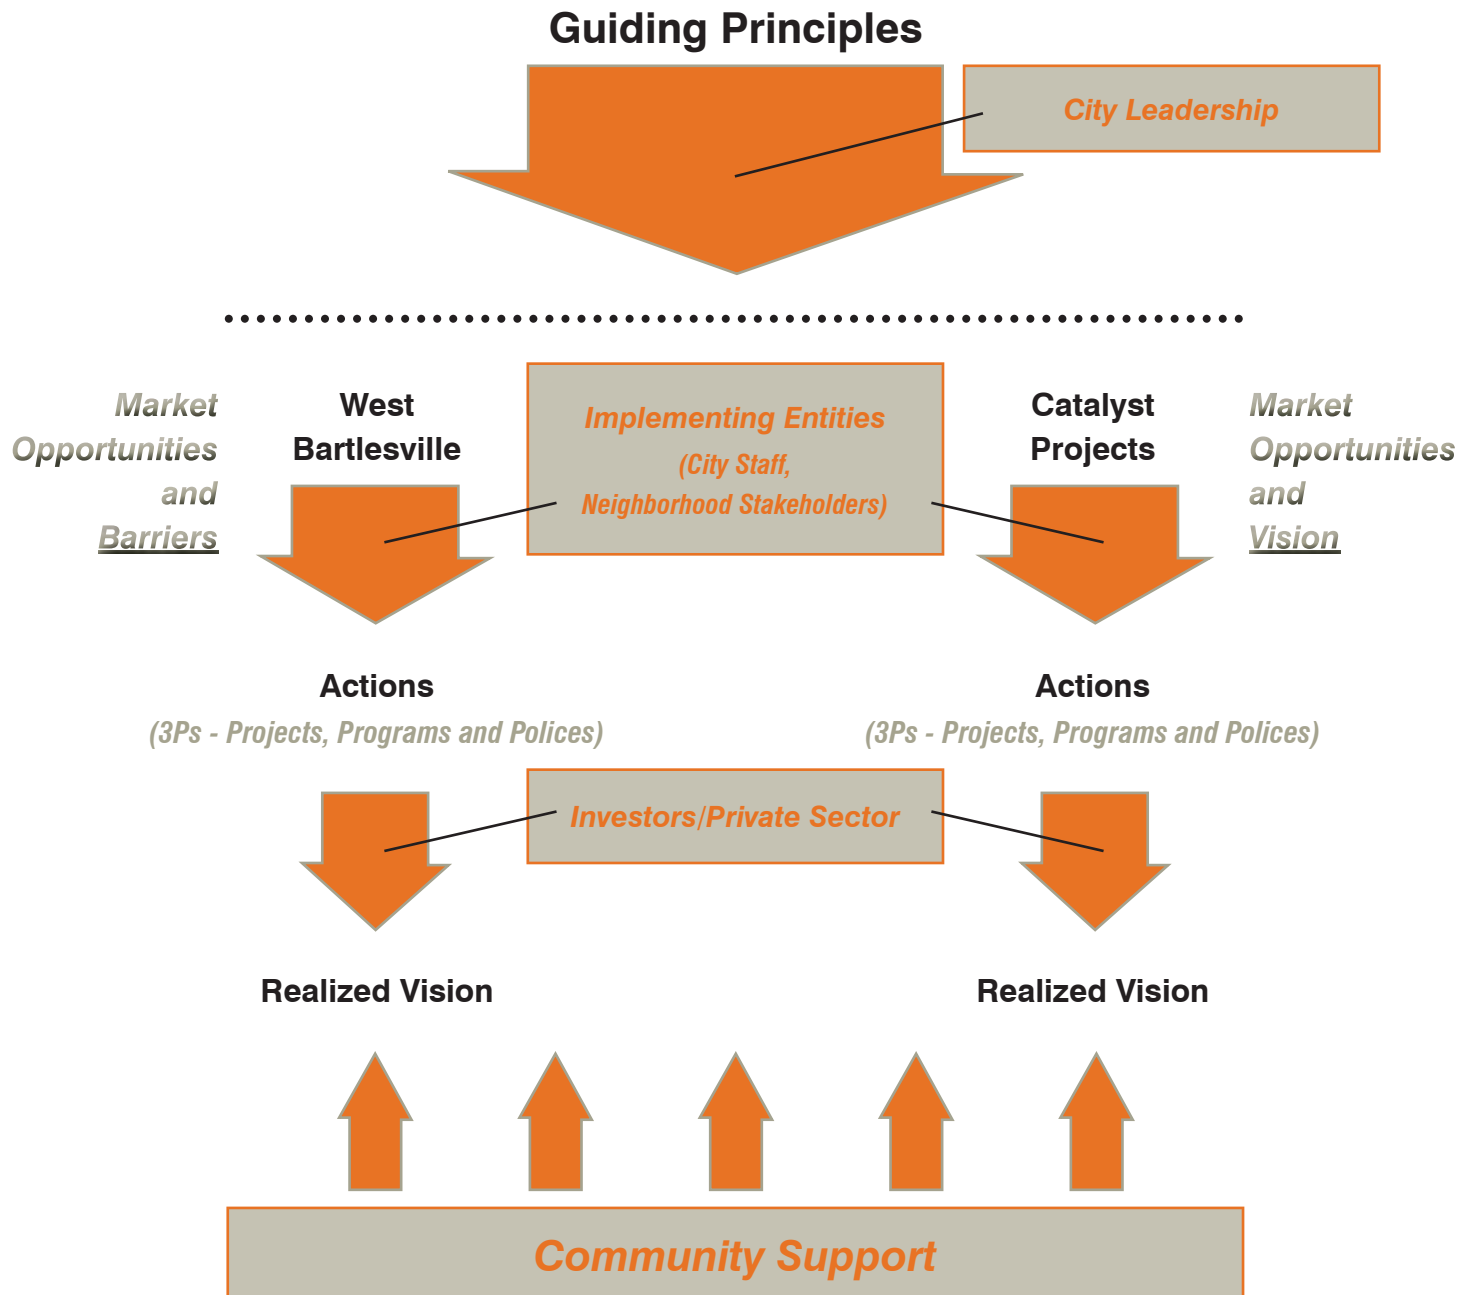 Guiding Principles
City Leadership
Market
Opportunities
and
Barriers
West
Bartlesville
Implementing Entities
(City Staff,
Neighborhood Stakeholders)
Catalyst
Projects
Market
Opportunities
and
Vision
Actions
(3Ps - Projects, Programs and Polices)
Actions
(3Ps - Projects, Programs and Polices)
Investors/Private Sector
Realized Vision
Realized Vision
Community Support